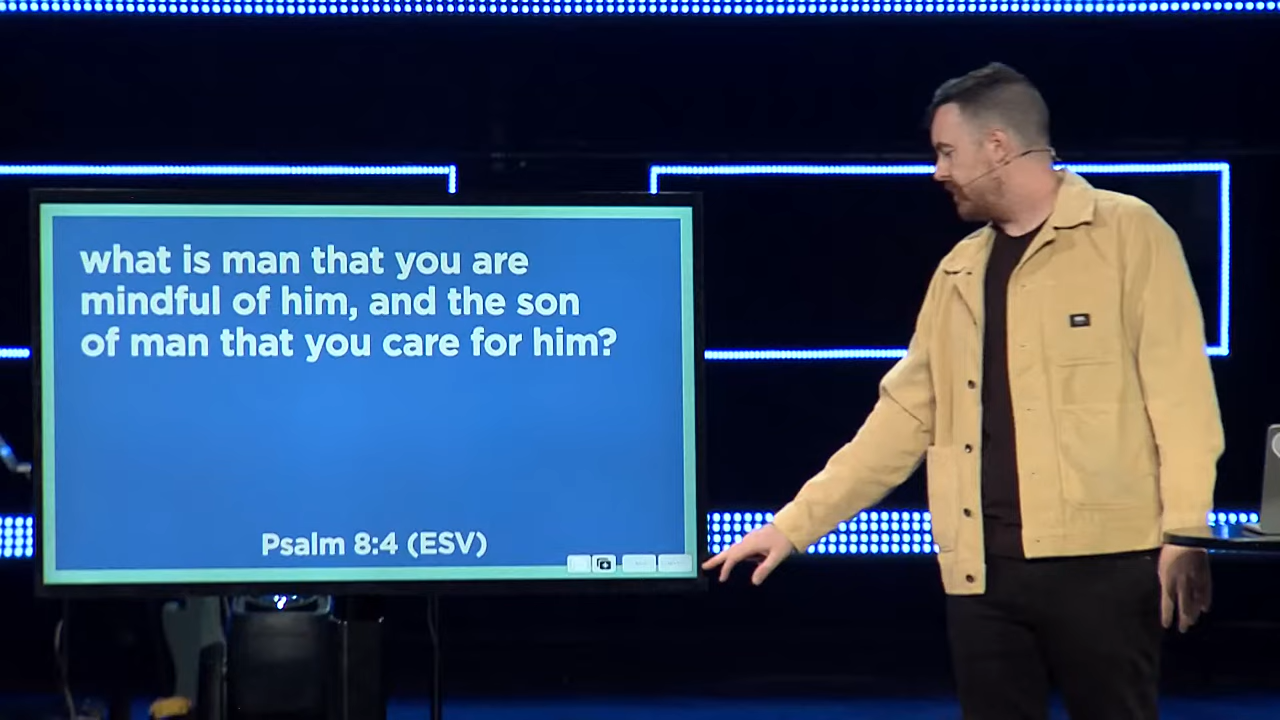 what is man that you are
mindful of him, and the son
of man that you care for him?
Psalm 8:4 (ESV)